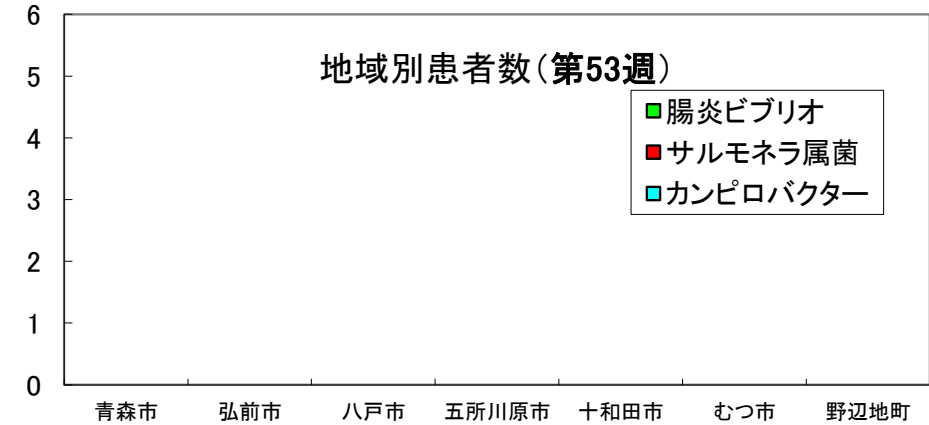 6
地域別患者数（第53週）
5
腸炎ビブリオ
4
サルモネラ属菌
3
カンピロバクター
2
1
0
青森市 弘前市 八戸市 五所川原市 十和田市 むつ市 野辺地町